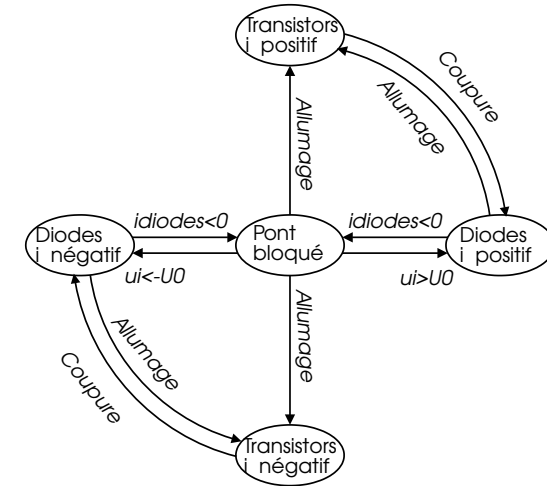 Transistors
i positif
Coupure
Allumage
Allumage
idiodes<0
idiodes<0
Diodes
i négatif
Pont
bloqué
Diodes
i positif
ui<-U0
ui>U0
Allumage
Allumage
Coupure
Transistors
i négatif